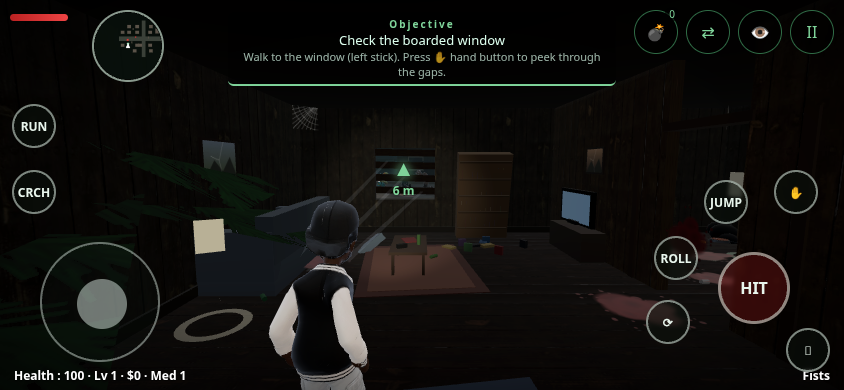 0
Objective
Check the boarded window
Walk to the window (left stick). Press ✋ hand button to peek through
the gaps.
II
RUN
CRCH
6 m
JUMP
ROLL
HIT
Health : 100 · Lv 1 · $0 · Med 1
Fists